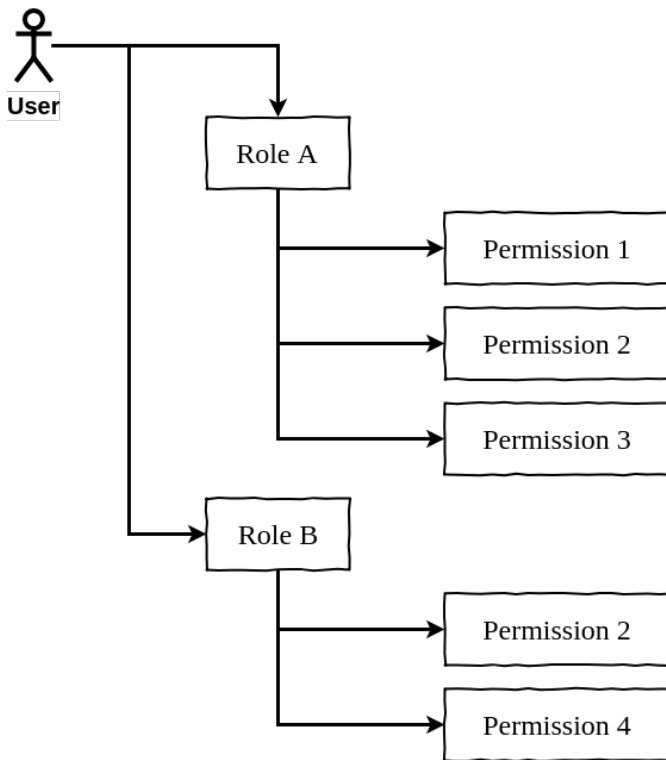 User
Role A
Permission 1
Permission 2
Permission 3
Role B
Permission 2
Permission 4